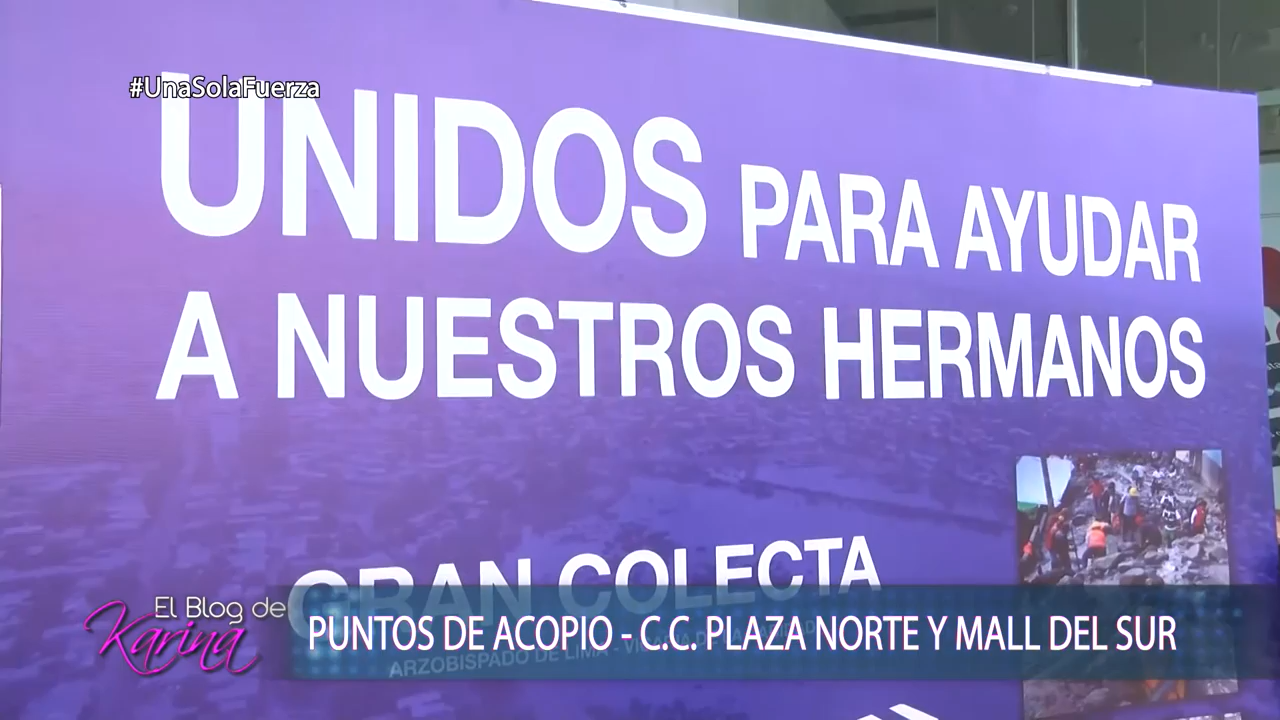 #UnaSolaFuerza
UNIDOS PARA AYUDAR
A NUESTROS HERMANOS
GRAN COLECTA
ARZOBISPADO DE LIMA -
El Blog de
Karina
PUNTOS DE ACOPIO - C.C. PLAZA NORTE Y MALL DEL SUR